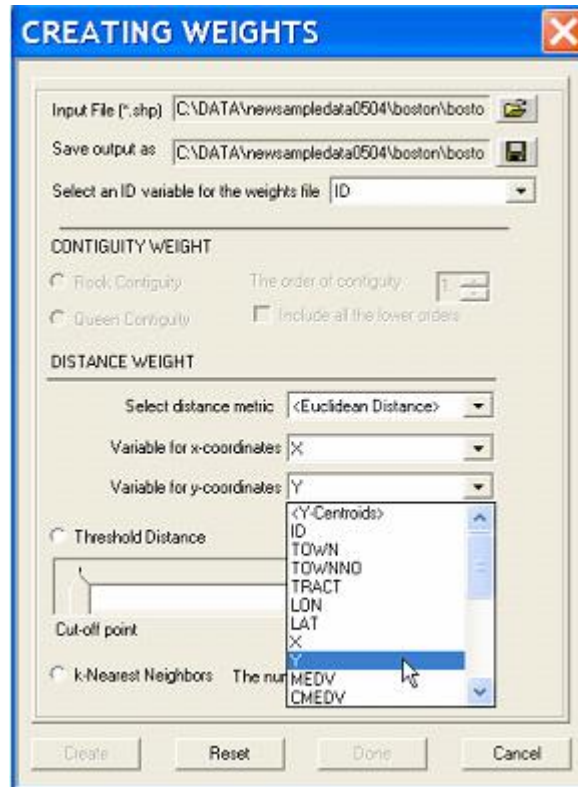 CREATING WEIGHTS
Input File (*.shp) C:\DATA\newsampledata0504\boston\bosto
Save output as C:\DATA\newsampledata0504\boston\bosto
Select an ID variable for the weights file ID
CONTIGUITY WEIGHT
Rook Contiguity The order of contiguity 1
Queen Contiguity Include all the lower orders
DISTANCE WEIGHT
Select distance metric <Euclidean Distance>
Variable for x-coordinates X
Variable for y-coordinates Y
<Y-Centroids>
ID
Threshold Distance
TOWN
TOWNNO
TRACT
LON
LAT
Cut-off point
X
Y
k-Nearest Neighbors The nu
MEDV
CMEDV
Create Reset Done Cancel